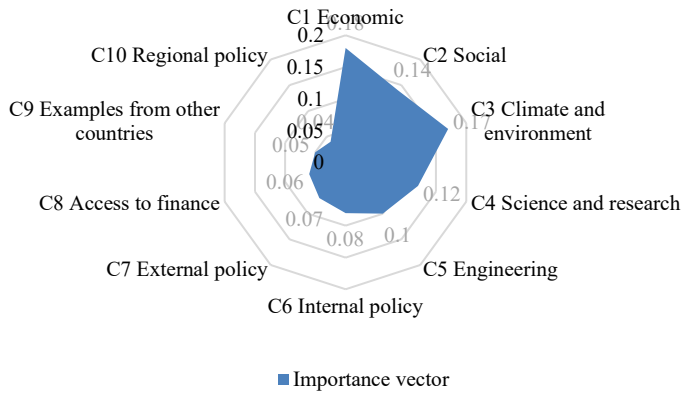 C1 Economic
0.18
0.2
C10 Regional policy
C2 Social
0.15
0.14
0.1
C9 Examples from other
countries
C3 Climate and
environment
0.17
0.04
0.05
0.05
0
0.06
0.12
C8 Access to finance
C4 Science and research
0.07
0.08
0.1
C7 External policy
C5 Engineering
C6 Internal policy
Importance vector